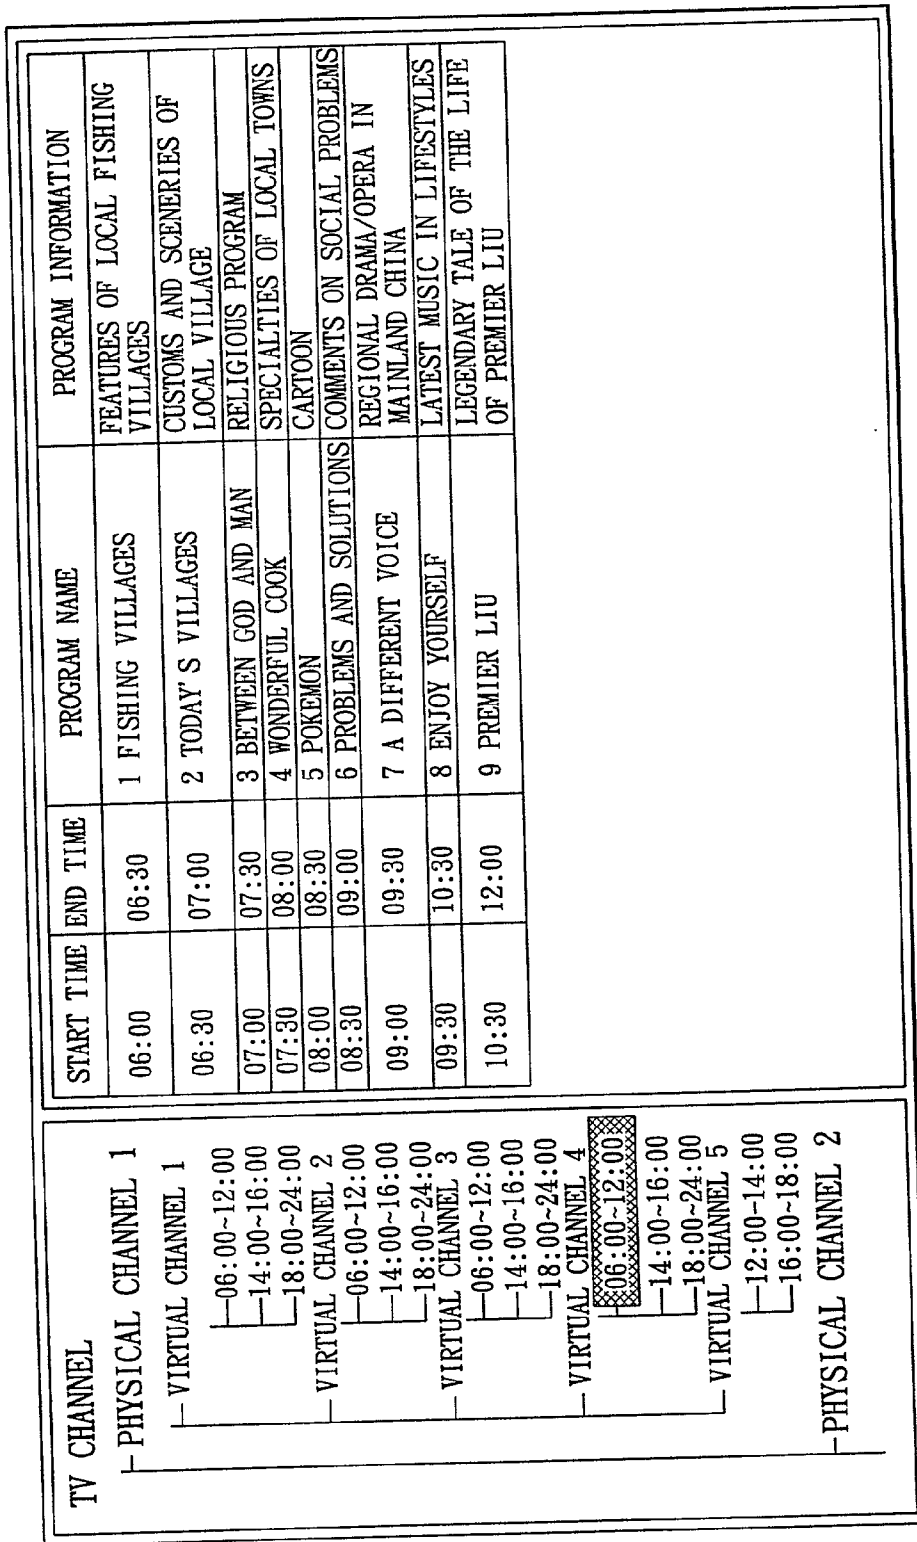 TV CHANNEL
PHYSICAL CHANNEL 1
VIRTUAL CHANNEL 1
06:00~12:00
14:00~16:00
18:00~24:00
VIRTUAL CHANNEL 2
06:00~12:00
14:00~16:00
18:00~24:00
VIRTUAL CHANNEL 3
06:00~12:00
14:00~16:00
18:00~24:00
VIRTUAL CHANNEL 4
06:00~12:00
14:00~16:00
18:00~24:00
VIRTUAL CHANNEL 5
12:00-14:00
16:00~18:00
PHYSICAL CHANNEL 2
START TIME END TIME PROGRAM NAME PROGRAM INFORMATION
06:00 06:30 1 FISHING VILLAGES FEATURES OF LOCAL FISHING
VILLAGES
06:30 07:00 2 TODAY'S VILLAGES CUSTOMS AND SCENERIES OF
LOCAL VILLAGE
07:00 07:30 3 BETWEEN GOD AND MAN RELIGIOUS PROGRAM
07:30 08:00 4 WONDERFUL COOK SPECIALTIES OF LOCAL TOWNS
08:00 08:30 5 POKEMON CARTOON
08:30 09:00 6 PROBLEMS AND SOLUTIONS COMMENTS ON SOCIAL PROBLEMS
09:00 09:30 7 A DIFFERENT VOICE REGIONAL DRAMA/OPERA IN
MAINLAND CHINA
09:30 10:30 8 ENJOY YOURSELF LATEST MUSIC IN LIFESTYLES
10:30 12:00 9 PREMIER LIU LEGENDARY TALE OF THE LIFE
OF PREMIER LIU